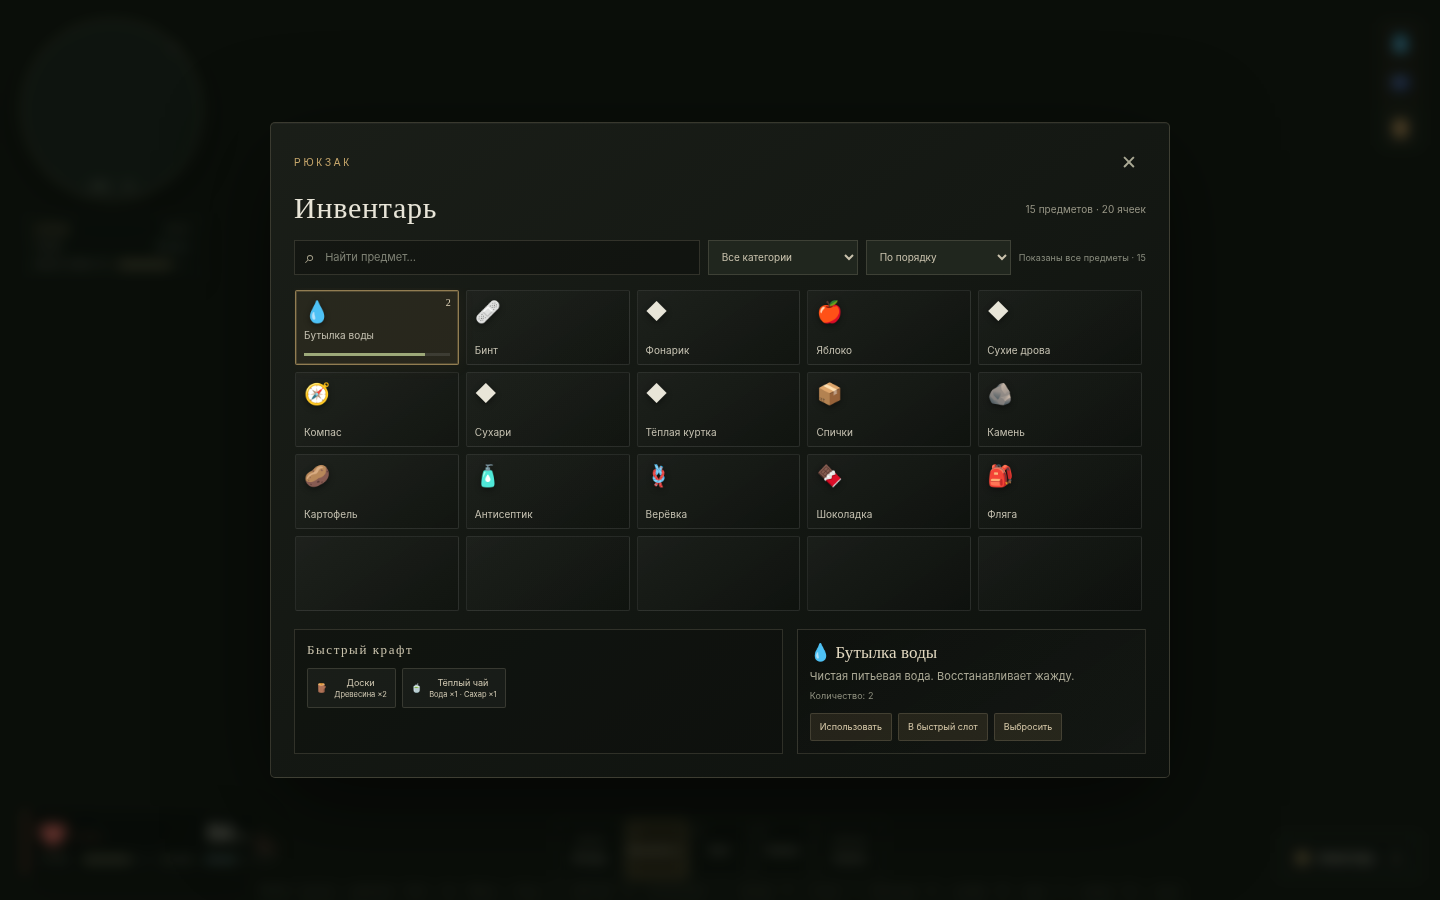 РЮКЗАК
Инвентарь
15 предметов · 20 ячеек
Найти предмет...
Все категории
По порядку
Показаны все предметы · 15
2
Бутылка воды
Бинт
Фонарик
Яблоко
Сухие дрова
Компас
Сухари
Тёплая куртка
Спички
Камень
Картофель
Антисептик
Верёвка
Шоколадка
Фляга
Быстрый крафт
Доски
Древесина ×2
Тёплый чай
Вода ×1 · Сахар ×1
Бутылка воды
Чистая питьевая вода. Восстанавливает жажду.
Количество: 2
Использовать
В быстрый слот
Выбросить